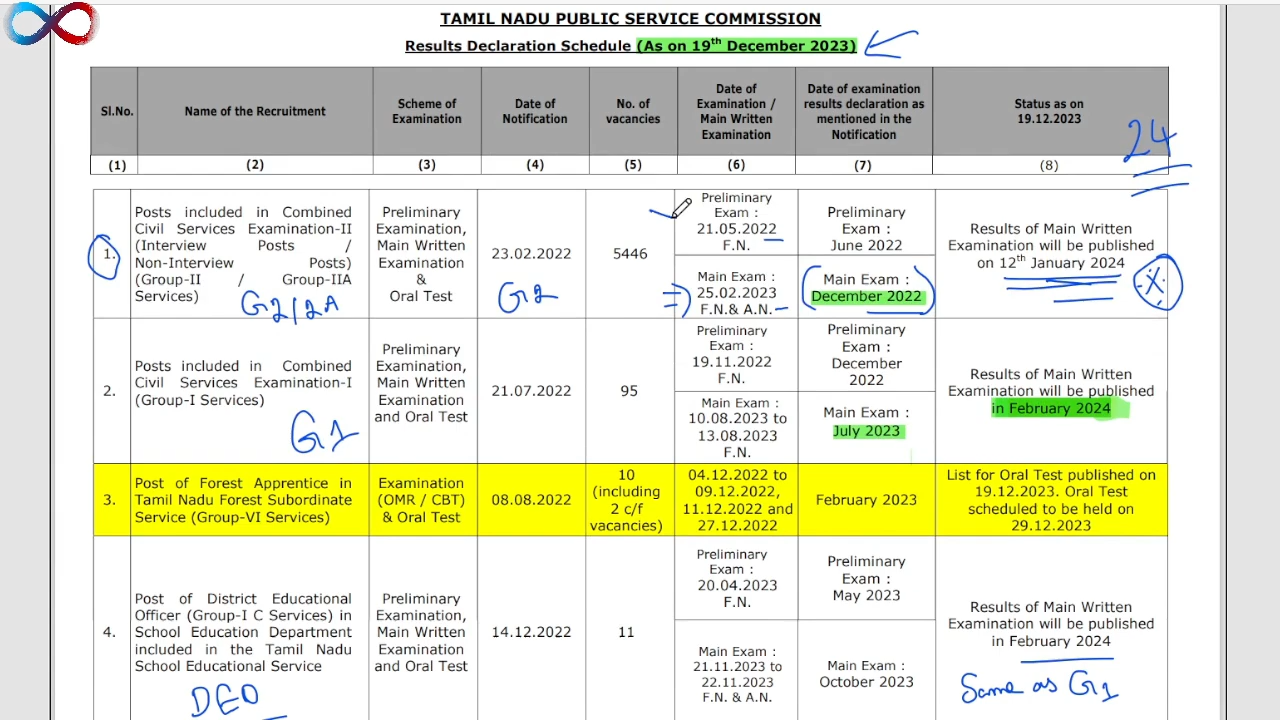 TAMIL NADU PUBLIC SERVICE COMMISSION
Results Declaration Schedule (As on 19th December 2023)
Sl.No.
Name of the Recruitment
Scheme of
Examination
Date of
Notification
No. of
vacancies
Date of
Examination /
Main Written
Examination
Date of examination
results declaration as
mentioned in the
Notification
Status as on
19.12.2023
24
(1)
(2)
(3)
(4)
(5)
(6)
(7)
(8)
1.
Posts included in Combined
Civil Services Examination-II
(Interview Posts /
Non-Interview Posts)
(Group-II / Group-IIA
Services)
G2/2A
Preliminary
Examination,
Main Written
Examination
&
Oral Test
23.02.2022
G2
5446
Preliminary
Exam :
21.05.2022
F.N.
Main Exam :
25.02.2023
F.N.& A.N.
Preliminary
Exam :
June 2022
Main Exam :
December 2022
Results of Main Written
Examination will be published
on 12th January 2024
2.
Posts included in Combined
Civil Services Examination-I
(Group-I Services)
G1
Preliminary
Examination,
Main Written
Examination
and Oral Test
21.07.2022
95
Preliminary
Exam :
19.11.2022
F.N.
Main Exam :
10.08.2023 to
13.08.2023
F.N.
Preliminary
Exam :
December
2022
Main Exam :
July 2023
Results of Main Written
Examination will be published
in February 2024
3.
Post of Forest Apprentice in
Tamil Nadu Forest Subordinate
Service (Group-VI Services)
Examination
(OMR / CBT)
& Oral Test
08.08.2022
10
(including
2 c/f
vacancies)
04.12.2022 to
09.12.2022,
11.12.2022 and
27.12.2022
February 2023
List for Oral Test published on
19.12.2023. Oral Test
scheduled to be held on
29.12.2023
4.
Post of District Educational
Officer (Group-I C Services) in
School Education Department
included in the Tamil Nadu
School Educational Service
DEO
Preliminary
Examination,
Main Written
Examination
and Oral Test
14.12.2022
11
Preliminary
Exam :
20.04.2023
F.N.
Main Exam :
21.11.2023 to
22.11.2023
F.N. & A.N.
Preliminary
Exam :
May 2023
Main Exam :
October 2023
Results of Main Written
Examination will be published
in February 2024
Same as G1